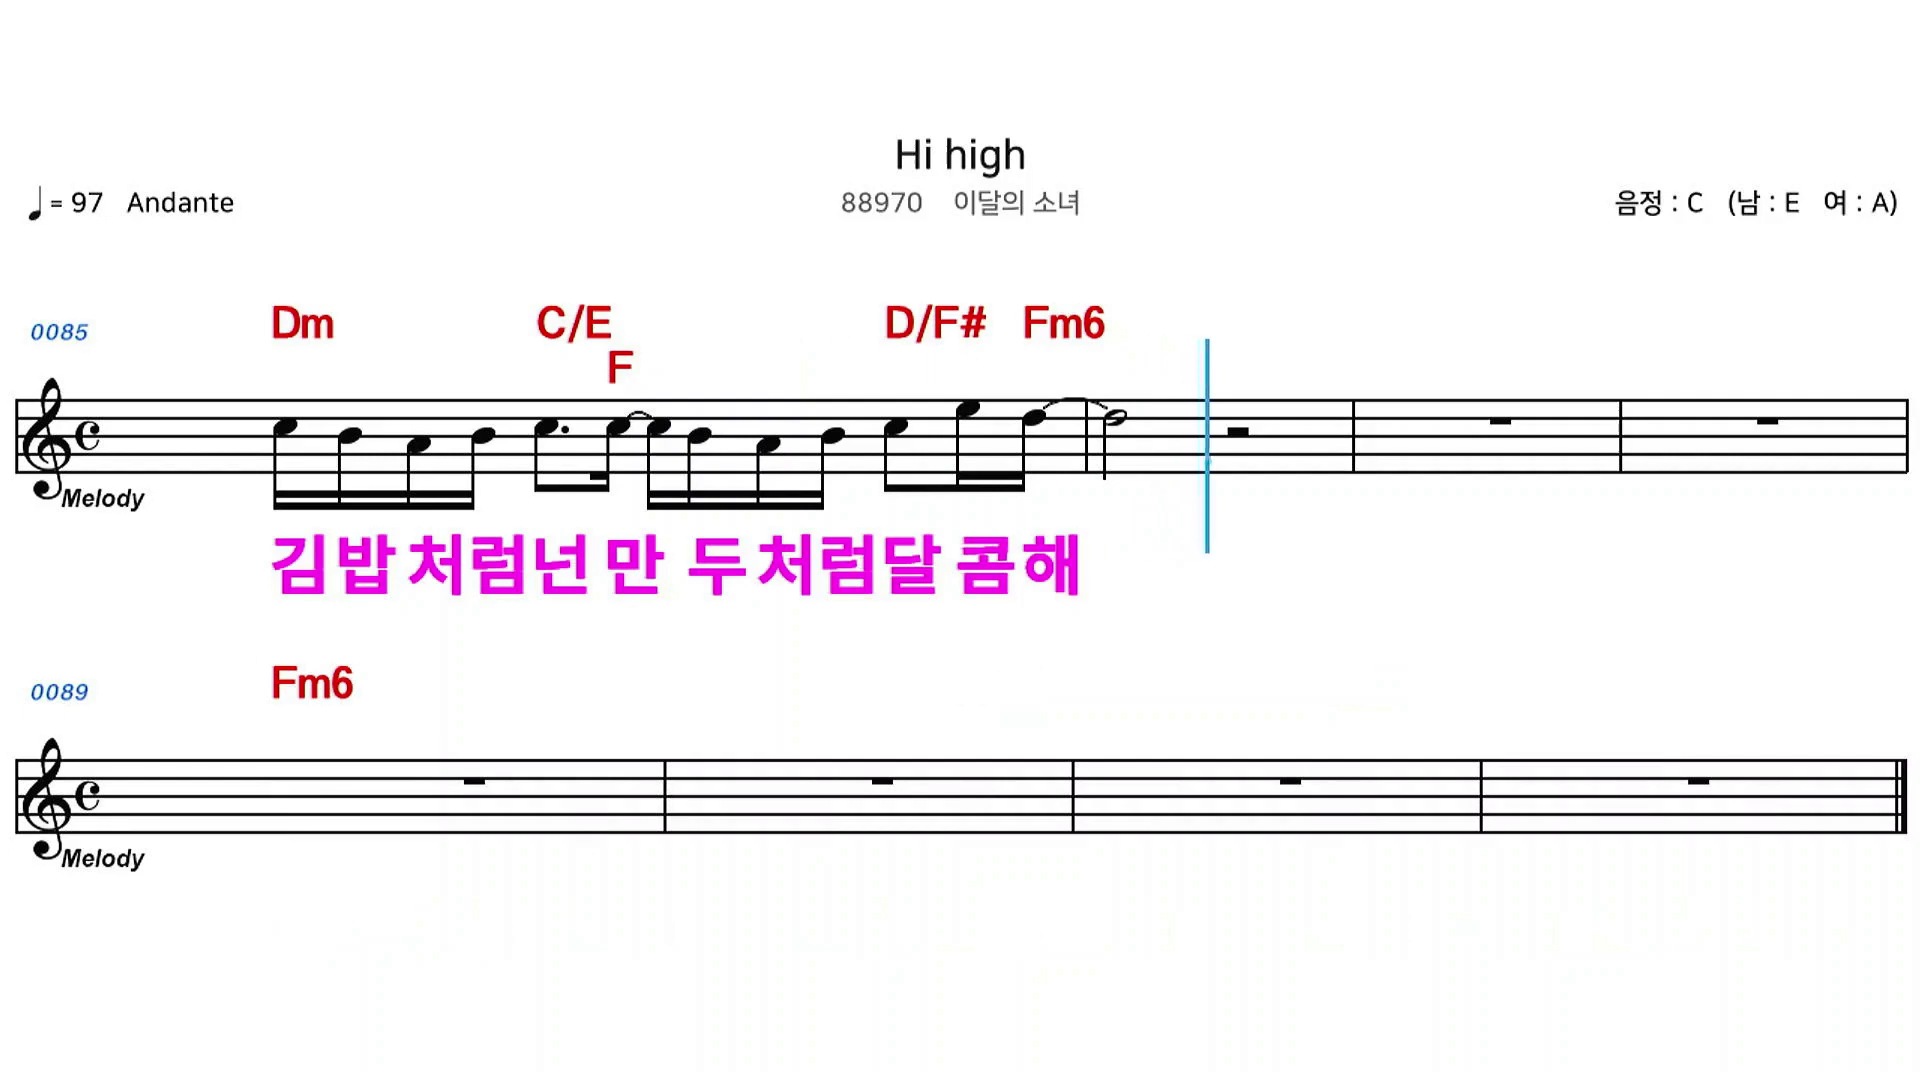 Hi high
♩ = 97 Andante
88970 이달의 소녀
음정 : C (남 : E 여 : A)
0085
Dm C/E D/F# Fm6
F
Melody
김밥처럼넌만 두처럼달콤해
0089
Fm6
Melody